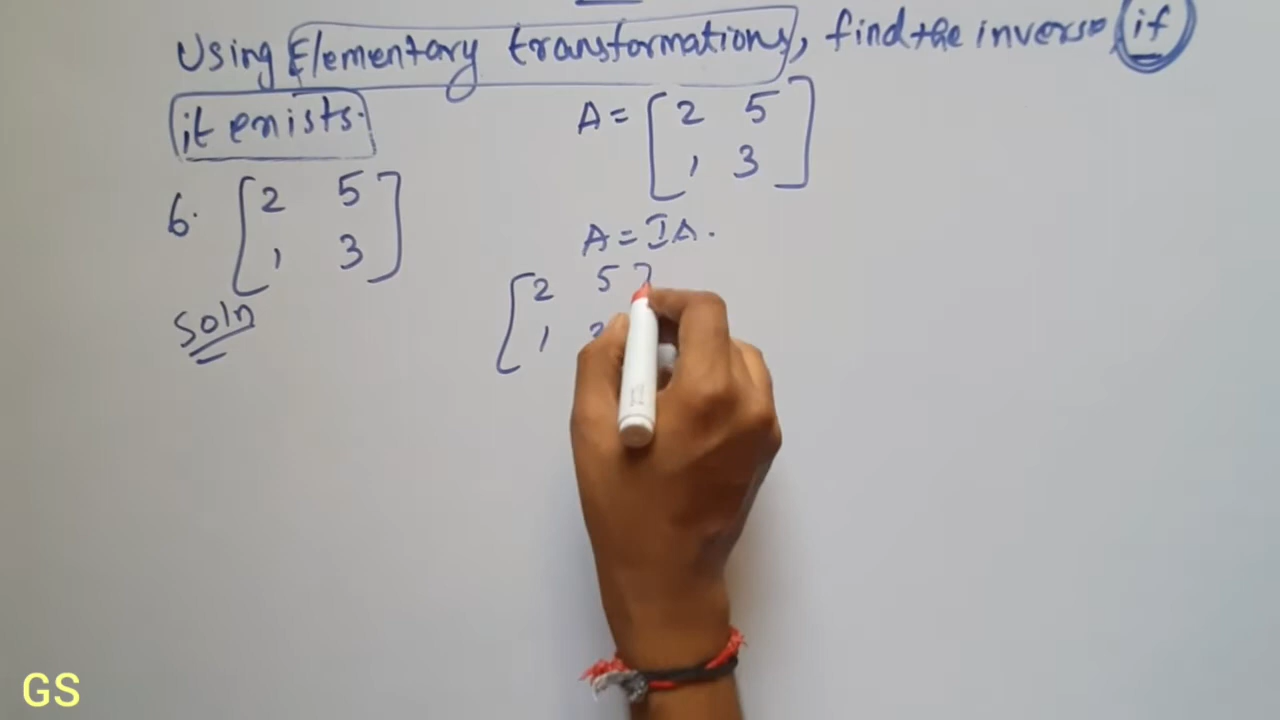 Using Elementary transformations, find the inverse, if
it exists.
6. [2 5
1 3]
Soln
A = [2 5
1 3]
A = IA.
[2 5]
1 3
GS